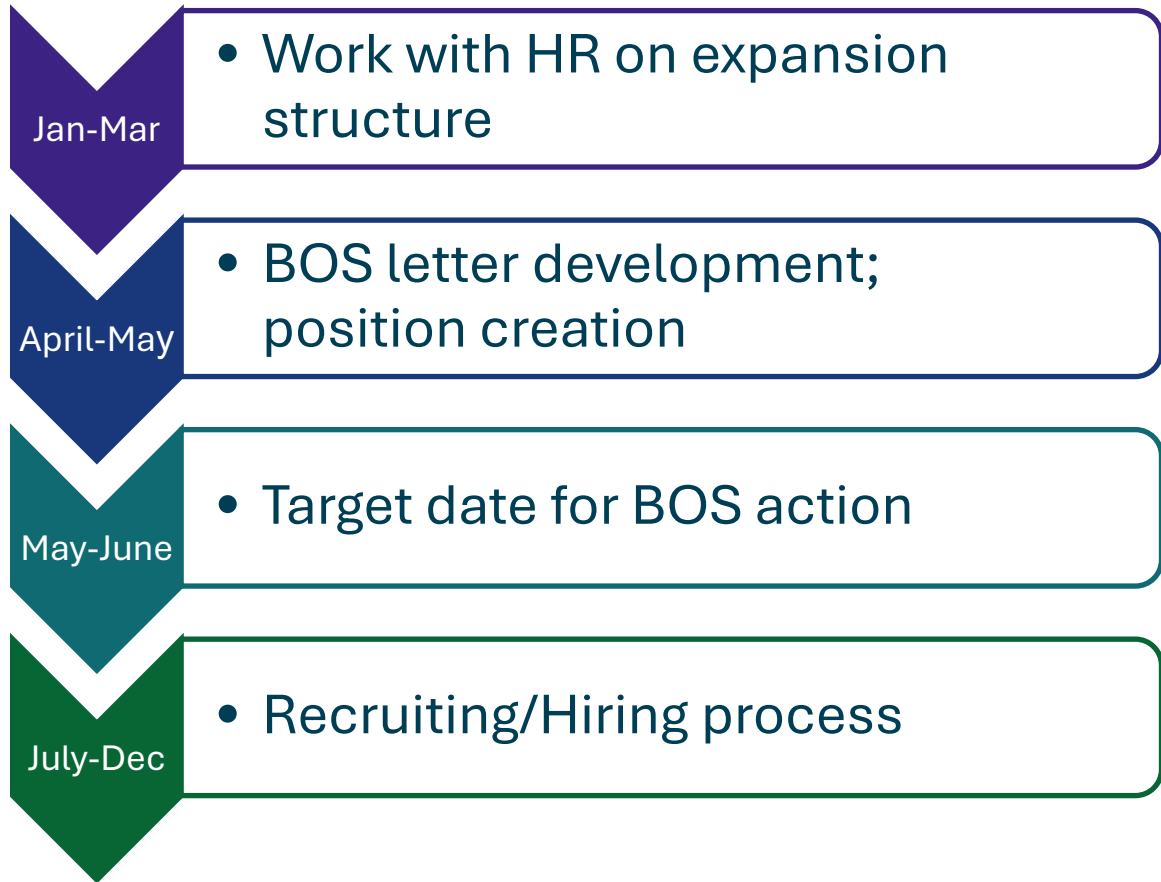 Jan-Mar
• Work with HR on expansion
structure
April-May
• BOS letter development;
position creation
May-June
• Target date for BOS action
July-Dec
• Recruiting/Hiring process